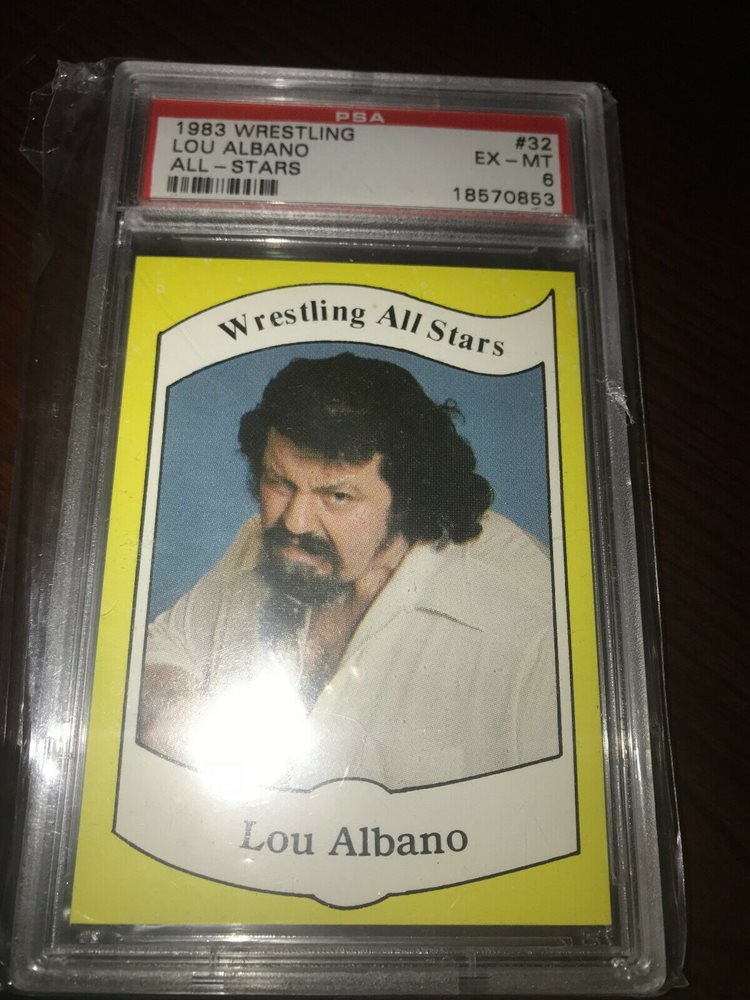 PSA
1983 WRESTLING #32
LOU ALBANO EX-MT
ALL-STARS 6
18570853
Wrestling All Stars
Lou Albano